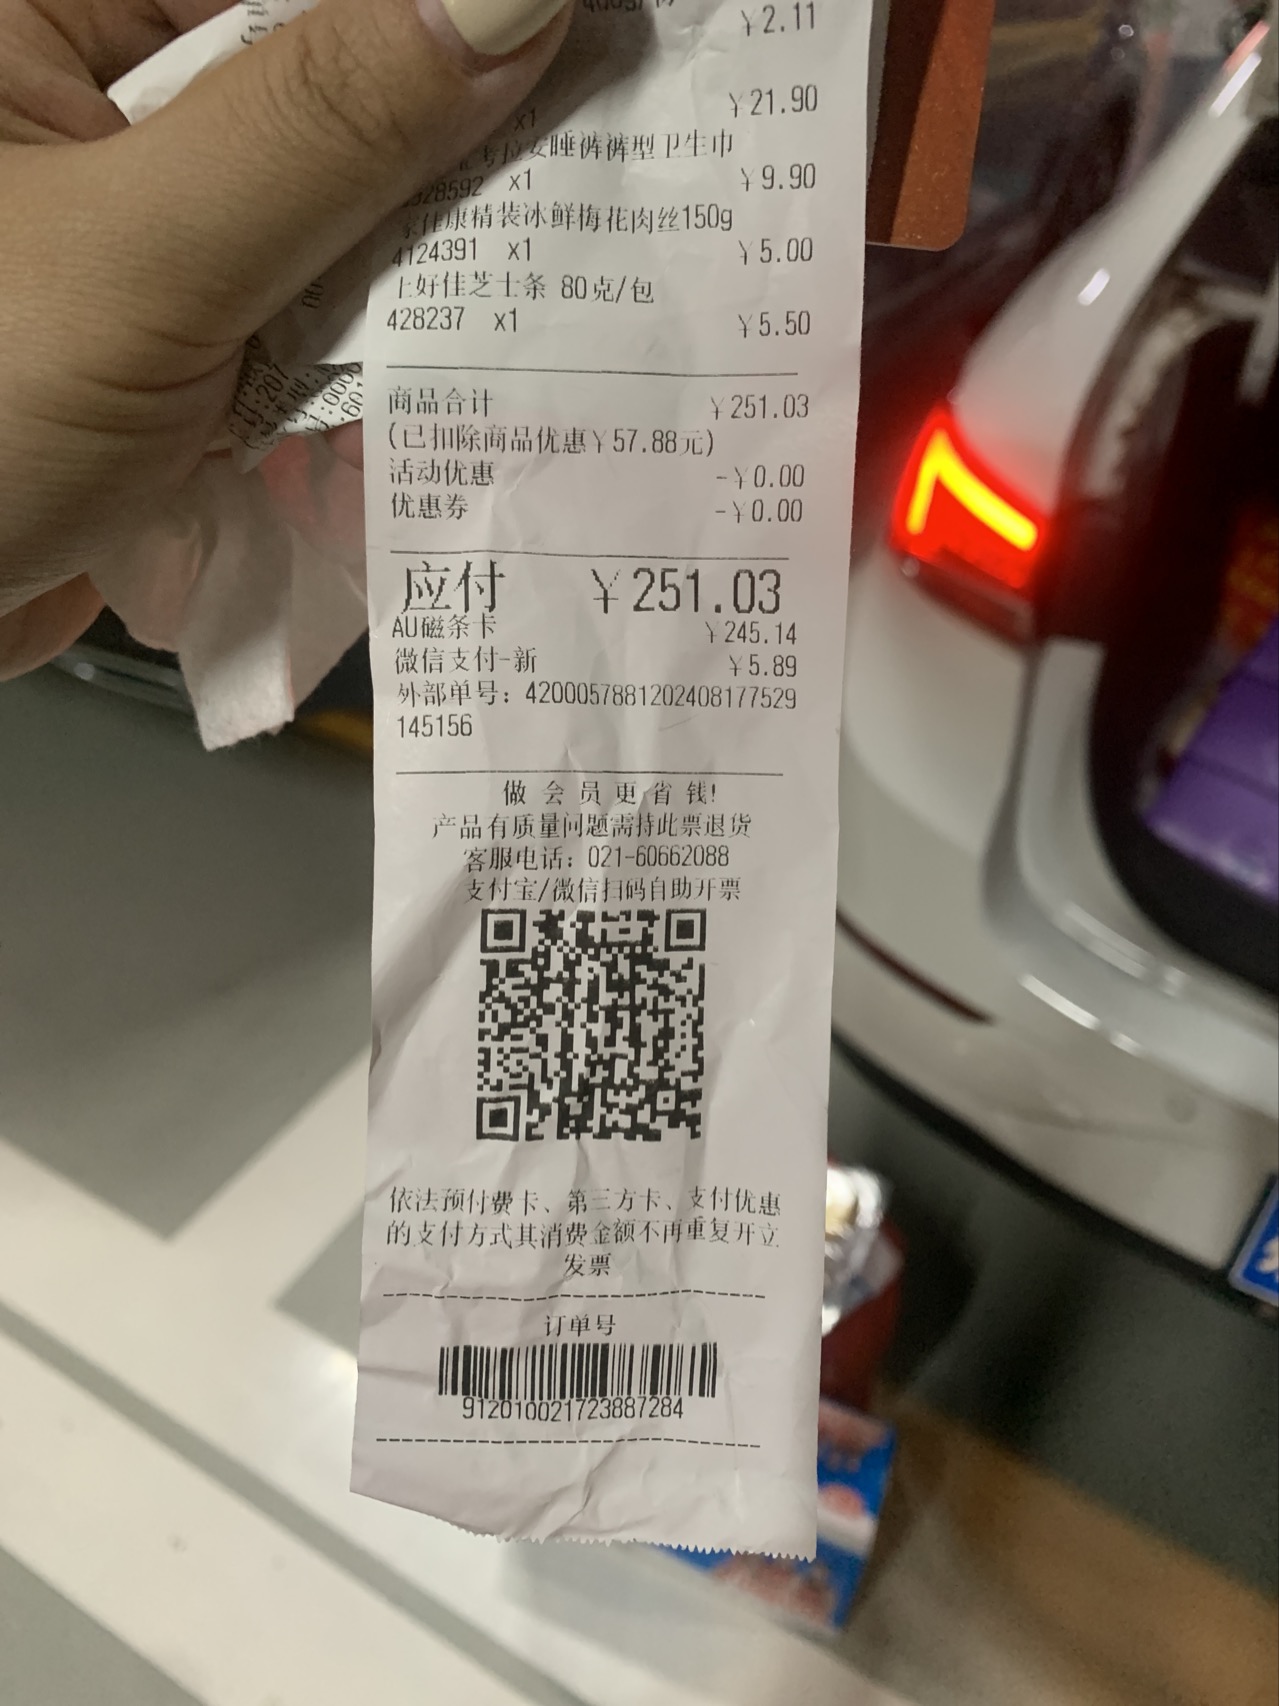 ¥2.11
x1 ¥21.90
考拉安睡裤裤型卫生巾
328592 x1 ¥9.90
家佳康精装冰鲜梅花肉丝150g
4124391 x1 ¥5.00
上好佳芝士条 80克/包
428237 x1 ¥5.50
商品合计 ¥251.03
(已扣除商品优惠¥57.88元)
活动优惠 -¥0.00
优惠券 -¥0.00
应付 ¥251.03
AU磁条卡 ¥245.14
微信支付-新 ¥5.89
外部单号：4200057881202408177529
145156
做会员更省钱!
产品有质量问题需持此票退货
客服电话：021-60662088
支付宝/微信扫码自助开票
依法预付费卡、第三方卡、支付优惠
的支付方式其消费金额不再重复开立
发票
订单号
912010021723887284